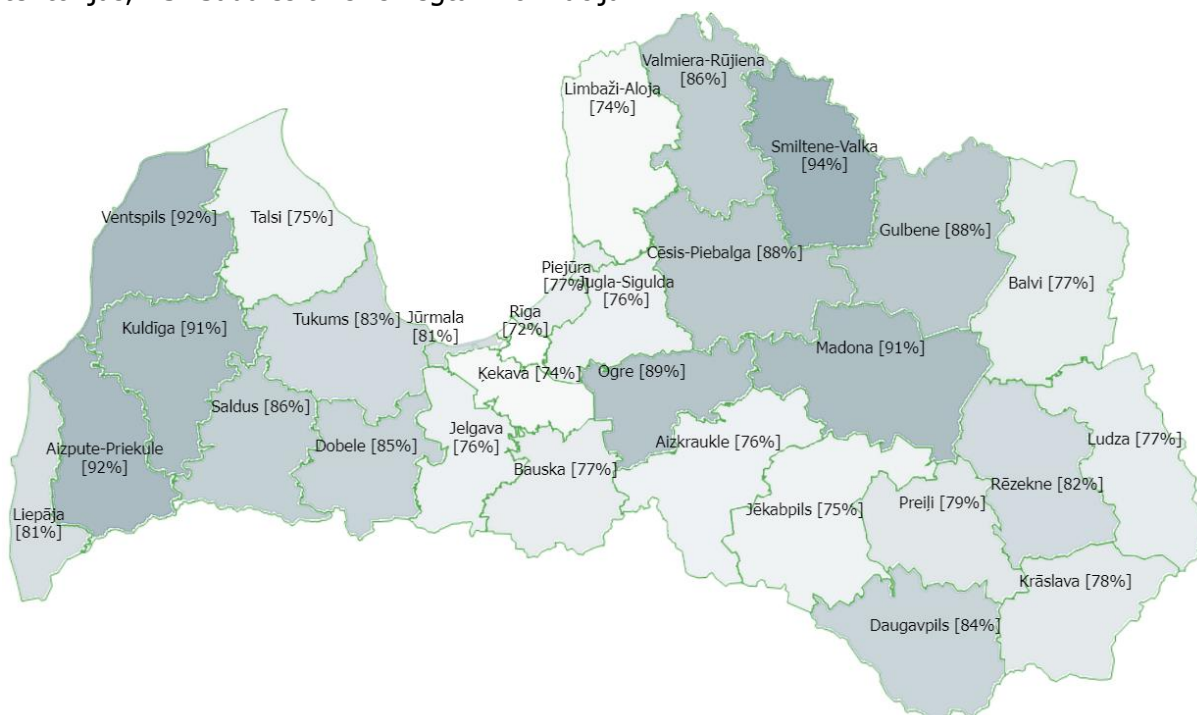 Limbaži-Aloja
[74%]
Valmiera-Rūjiena
[86%]
Smiltene-Valka
[94%]
Ventspils [92%]
Talsi [75%]
Gulbene [88%]
Cēsis-Piebalga [88%]
Piejūra
[77%]
Jugla-Sigulda
[76%]
Balvi [77%]
Kuldīga [91%]
Tukums [83%]
Jūrmala
[81%]
Rīga
[72%]
Madona [91%]
Ķekava [74%]
Ogre [89%]
Saldus [86%]
Jelgava
[76%]
Aizkraukle [76%]
Ludza [77%]
Aizpute-Priekule
[92%]
Dobele [85%]
Bauska [77%]
Rēzekne [82%]
Liepāja
[81%]
Jēkabpils [75%]
Preiļi [79%]
Krāslava [78%]
Daugavpils [84%]